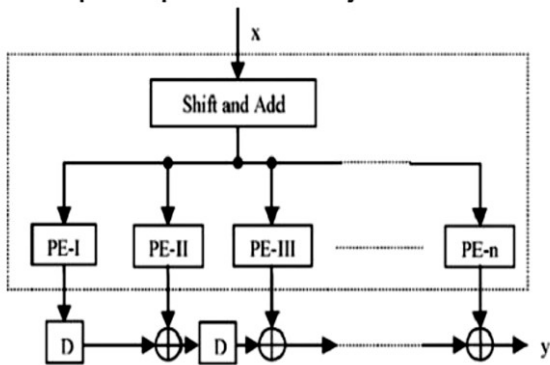 x
Shift and Add
PE-I
PE-II
PE-III
PE-n
D
D
y